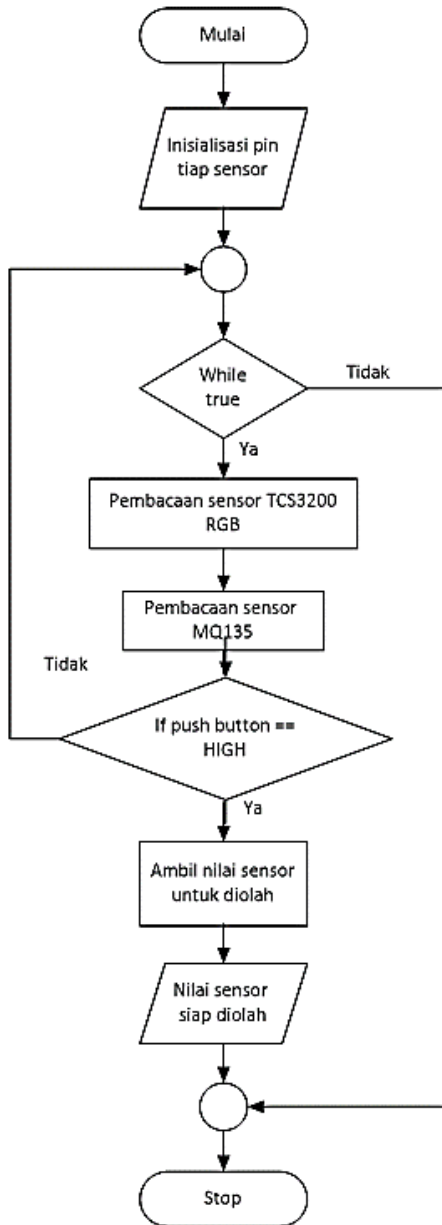 Mulai
Inisialisasi pin
tiap sensor
While
true
Tidak
Ya
Pembacaan sensor TCS3200
RGB
Pembacaan sensor
MQ135
Tidak
If push button ==
HIGH
Ya
Ambil nilai sensor
untuk diolah
Nilai sensor
siap diolah
Stop